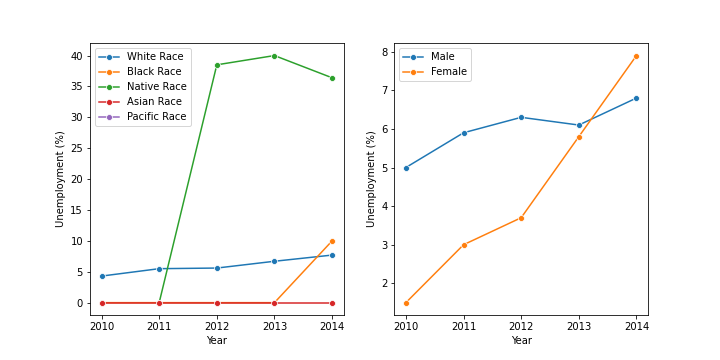 White Race
Black Race
Native Race
Asian Race
Pacific Race
Unemployment (%)
40
35
30
25
20
15
10
5
0
2010 2011 2012 2013 2014
Year
Male
Female
Unemployment (%)
8
7
6
5
4
3
2
2010 2011 2012 2013 2014
Year